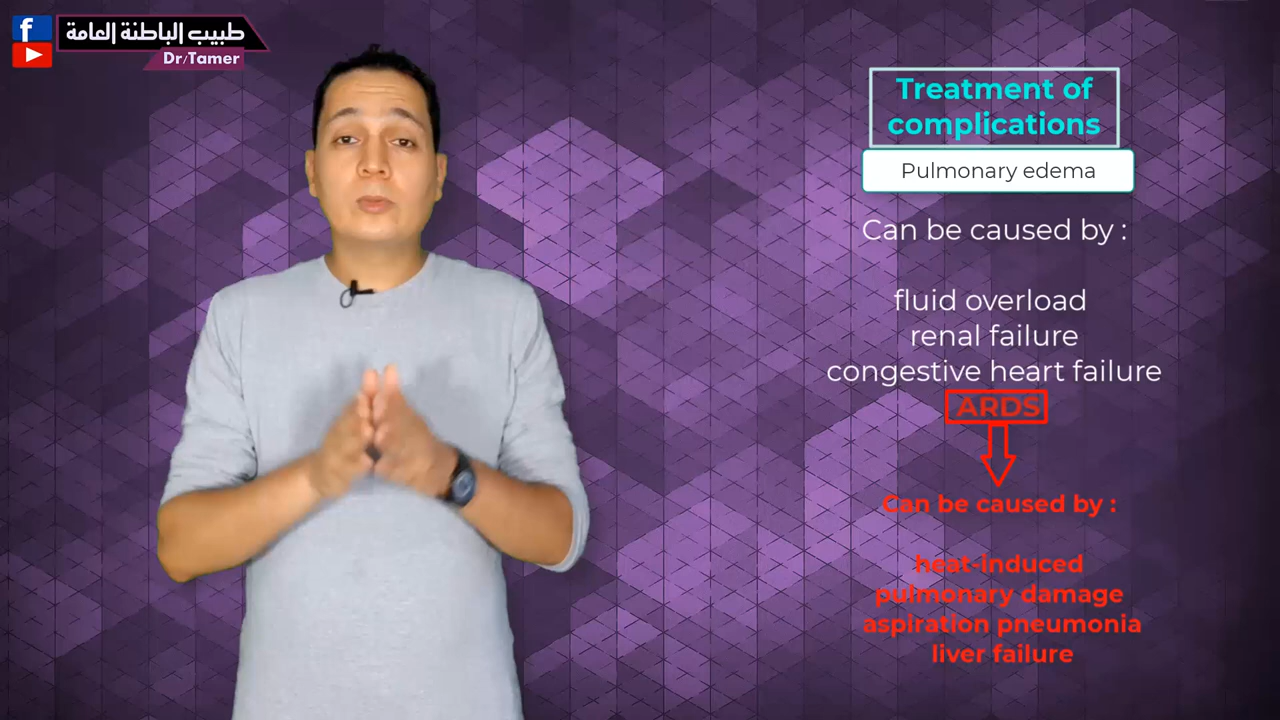 f
طبيب الباطنة العامة
Dr/Tamer
Treatment of
complications
Pulmonary edema
Can be caused by :
fluid overload
renal failure
congestive heart failure
ARDS
Can be caused by :
heat-induced
pulmonary damage
aspiration pneumonia
liver failure